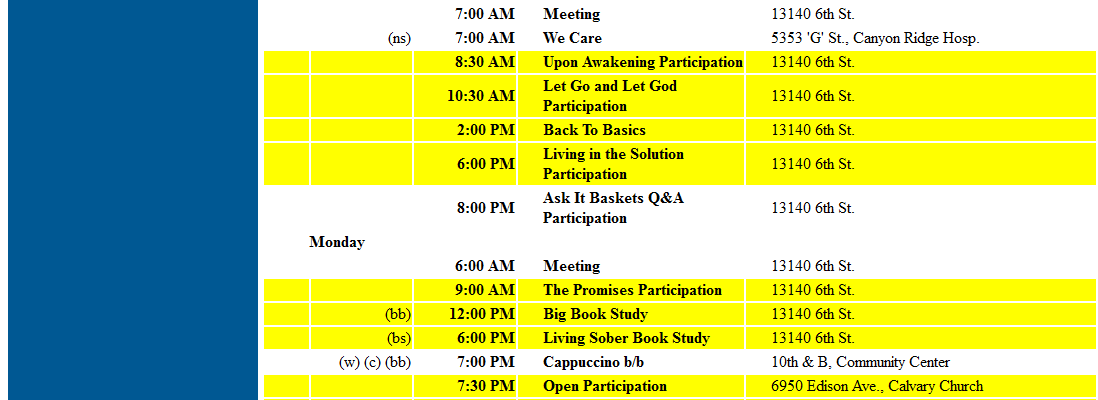 7:00 AM Meeting 13140 6th St.
(ns) 7:00 AM We Care 5353 'G' St., Canyon Ridge Hosp.
8:30 AM Upon Awakening Participation 13140 6th St.
10:30 AM Let Go and Let God Participation 13140 6th St.
2:00 PM Back To Basics 13140 6th St.
6:00 PM Living in the Solution Participation 13140 6th St.
8:00 PM Ask It Baskets Q&A Participation 13140 6th St.
Monday
6:00 AM Meeting 13140 6th St.
9:00 AM The Promises Participation 13140 6th St.
(bb) 12:00 PM Big Book Study 13140 6th St.
(bs) 6:00 PM Living Sober Book Study 13140 6th St.
(w) (c) (bb) 7:00 PM Cappuccino b/b 10th & B, Community Center
7:30 PM Open Participation 6950 Edison Ave., Calvary Church